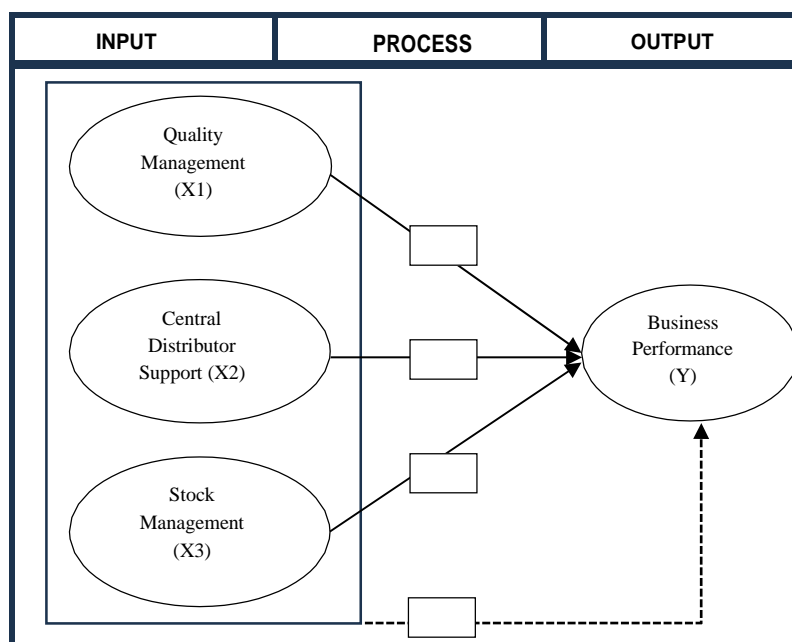 INPUT
PROCESS
OUTPUT
Quality
Management
(X1)
Central
Distributor
Support (X2)
Stock
Management
(X3)
Business
Performance
(Y)